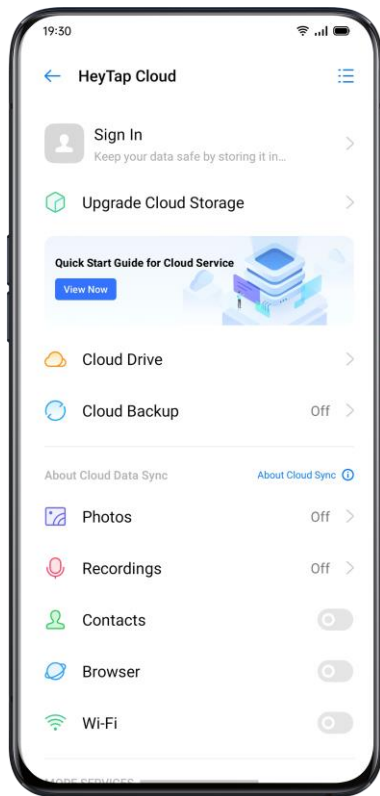 19:30
HeyTap Cloud
Sign In
Keep your data safe by storing it in...
Upgrade Cloud Storage
Quick Start Guide for Cloud Service
View Now
Cloud Drive
Cloud Backup Off
About Cloud Data Sync About Cloud Sync
Photos Off
Recordings Off
Contacts
Browser
Wi-Fi
MORE SERVICES